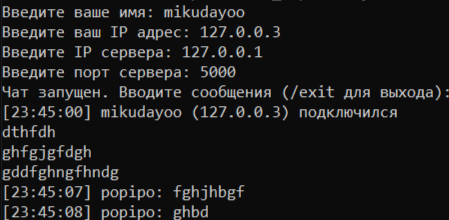 Введите ваше имя: mikudayoo
Введите ваш IP адрес: 127.0.0.3
Введите IP сервера: 127.0.0.1
Введите порт сервера: 5000
Чат запущен. Вводите сообщения (/exit для выхода):
[23:45:00] mikudayoo (127.0.0.3) подключился
dthfdh
ghfgjgfdgh
gddfghngfhndg
[23:45:07] popipo: fghjhbgf
[23:45:08] popipo: ghbd